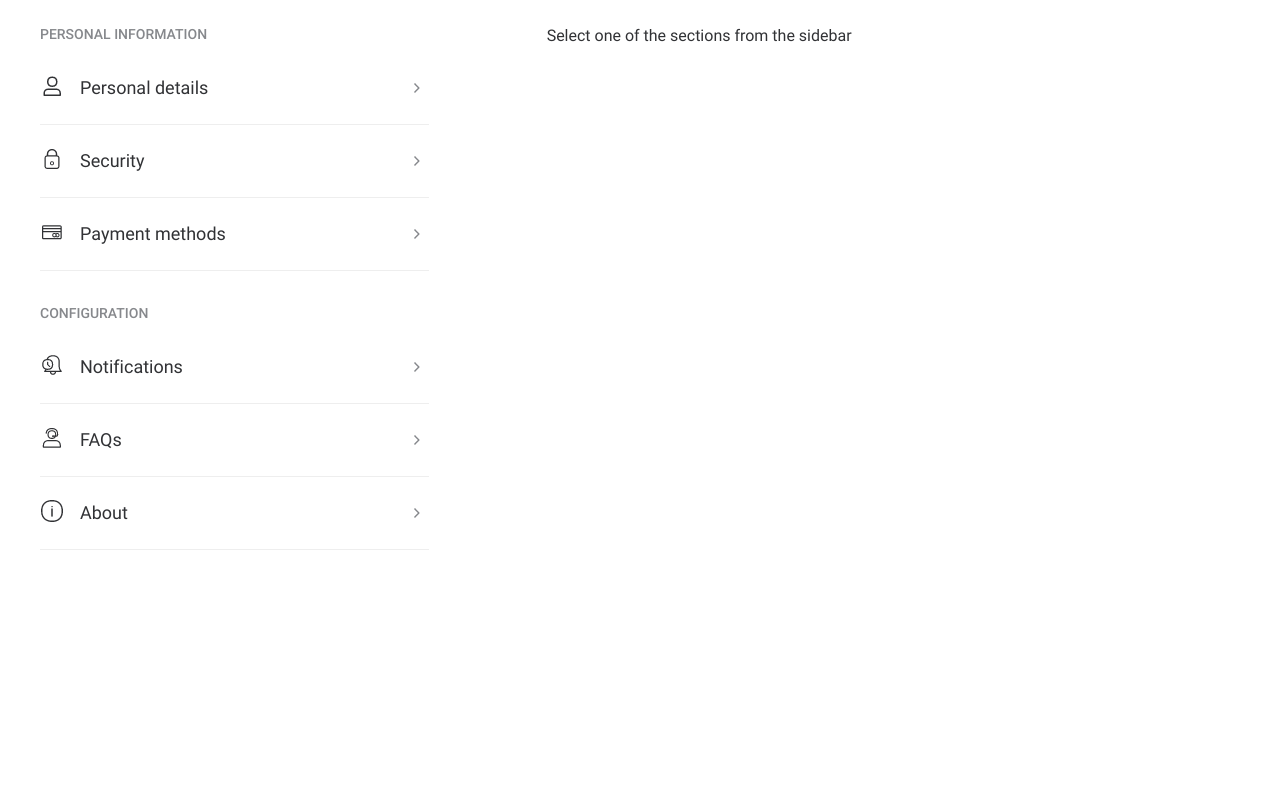 PERSONAL INFORMATION
Personal details
Security
Payment methods
CONFIGURATION
Notifications
FAQs
About
Select one of the sections from the sidebar